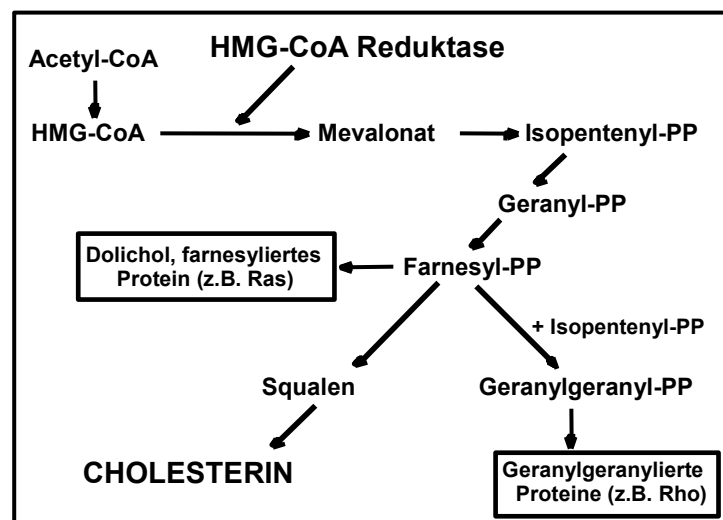 HMG-CoA Reduktase
Acetyl-CoA
HMG-CoA
Mevalonat
Isopentenyl-PP
Geranyl-PP
Dolichol, farnesyliertes
Protein (z.B. Ras)
Farnesyl-PP
+ Isopentenyl-PP
Squalen
Geranylgeranyl-PP
CHOLESTERIN
Geranylgeranylierte
Proteine (z.B. Rho)